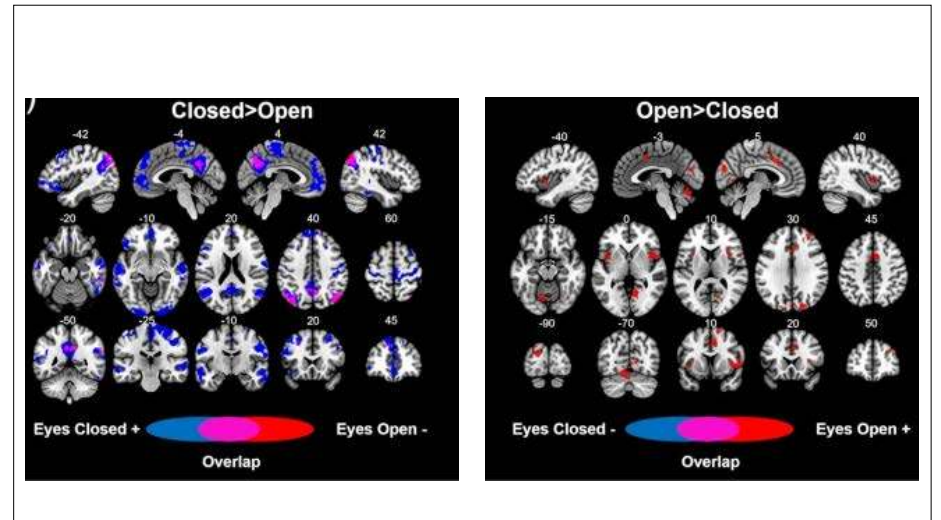 )
Closed>Open
-42 -4 4 42
-20 -10 20 40 60
-50 -25 -10 20 45
Eyes Closed + Eyes Open -
Overlap
Open>Closed
-40 -3 5 40
-15 0 10 30 45
-90 -70 10 20 50
Eyes Closed - Eyes Open +
Overlap